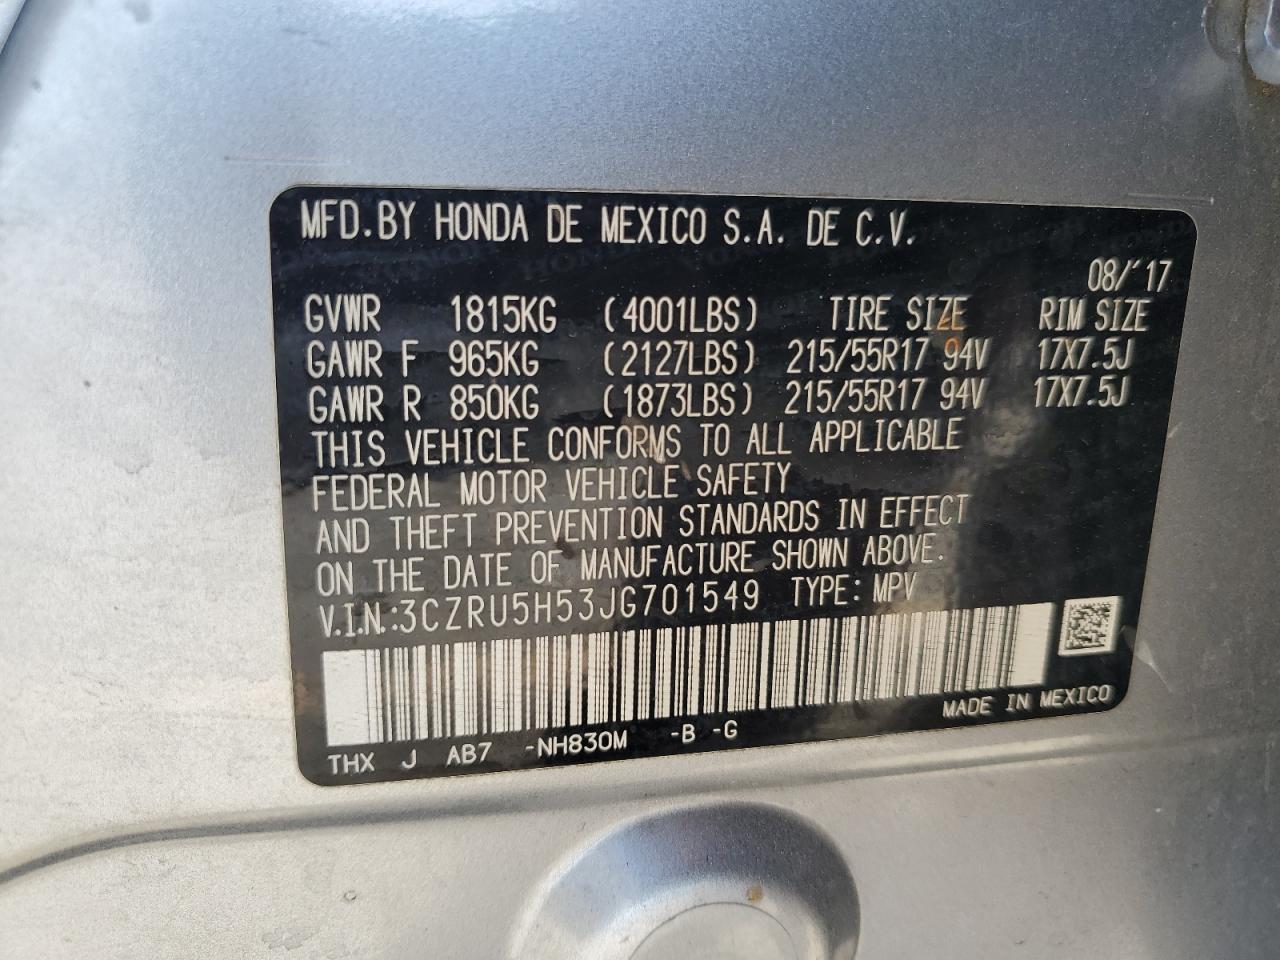 MFD.BY HONDA DE MEXICO S.A. DE C.V.
08/'17
GVWR 1815KG (4001LBS) TIRE SIZE RIM SIZE
GAWR F 965KG (2127LBS) 215/55R17 94V 17X7.5J
GAWR R 850KG (1873LBS) 215/55R17 94V 17X7.5J
THIS VEHICLE CONFORMS TO ALL APPLICABLE
FEDERAL MOTOR VEHICLE SAFETY
AND THEFT PREVENTION STANDARDS IN EFFECT
ON THE DATE OF MANUFACTURE SHOWN ABOVE.
V.I.N.:3CZRU5H53JG701549 TYPE: MPV
MADE IN MEXICO
THX J AB7 -NH830M -B -G